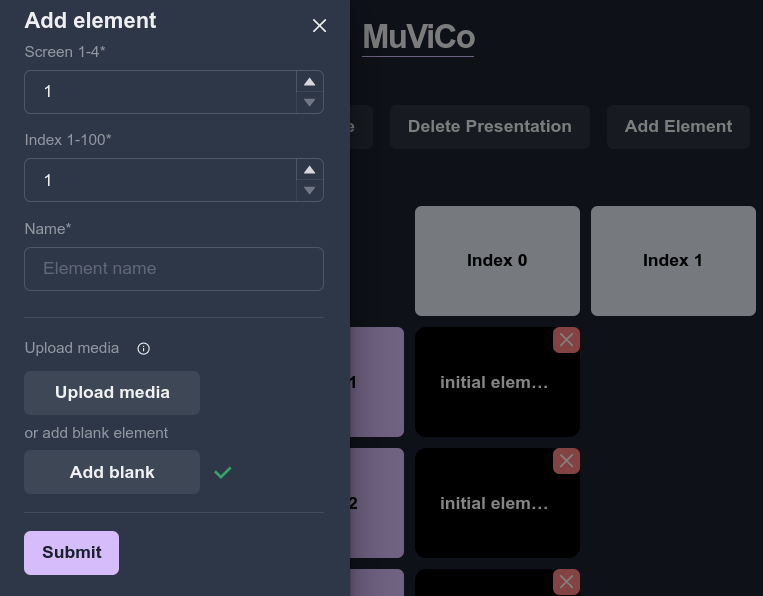 Add element
Screen 1-4*
1
Index 1-100*
1
Name*
Element name
Upload media
Upload media
or add blank element
Add blank
Submit
MuViCo
e
Delete Presentation
Add Element
Index 0
Index 1
1
initial elem...
2
initial elem...